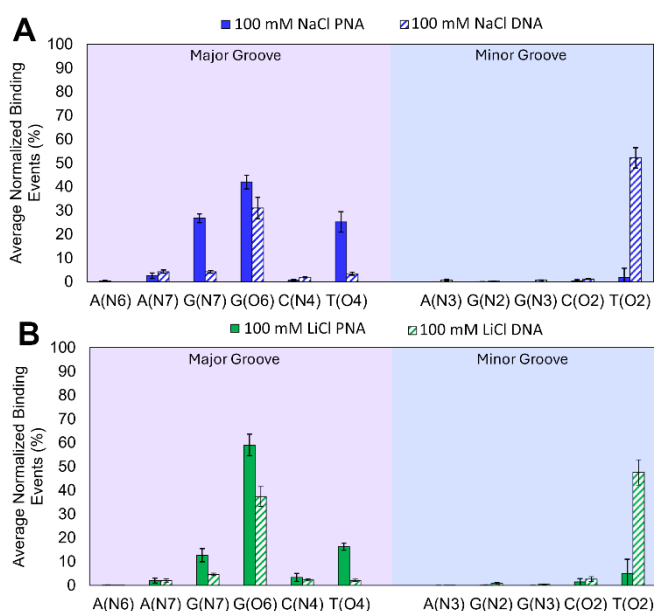 A
100 mM NaCl PNA
100 mM NaCl DNA
Average Normalized Binding
Events (%)
100
90
80
70
60
50
40
30
20
10
0
Major Groove
Minor Groove
A(N6) A(N7) G(N7) G(O6) C(N4) T(O4) A(N3) G(N2) G(N3) C(O2) T(O2)
B
100 mM LiCl PNA
100 mM LiCl DNA
Average Normalized Binding
Events (%)
100
90
80
70
60
50
40
30
20
10
0
Major Groove
Minor Groove
A(N6) A(N7) G(N7) G(O6) C(N4) T(O4) A(N3) G(N2) G(N3) C(O2) T(O2)